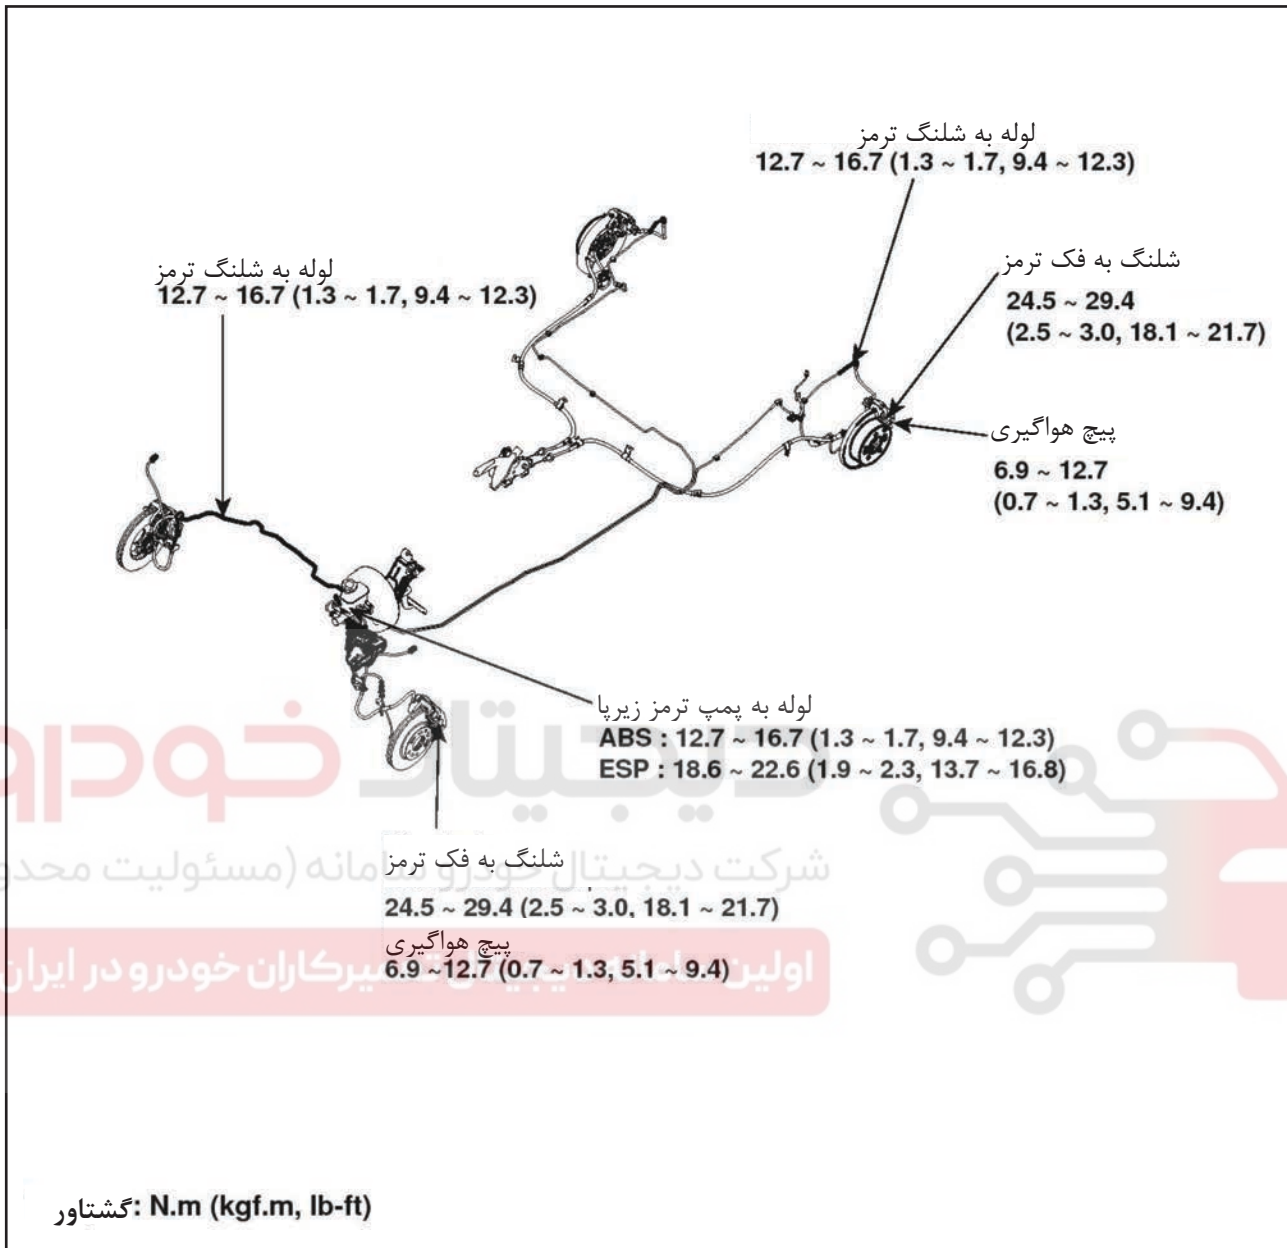 لوله به شلنگ ترمز
12.7 ~ 16.7 (1.3 ~ 1.7, 9.4 ~ 12.3)
شلنگ به فک ترمز
24.5 ~ 29.4
(2.5 ~ 3.0, 18.1 ~ 21.7)
لوله به شلنگ ترمز
12.7 ~ 16.7 (1.3 ~ 1.7, 9.4 ~ 12.3)
پیچ هواگیری
6.9 ~ 12.7
(0.7 ~ 1.3, 5.1 ~ 9.4)
لوله به پمپ ترمز زیرپا
ABS : 12.7 ~ 16.7 (1.3 ~ 1.7, 9.4 ~ 12.3)
ESP : 18.6 ~ 22.6 (1.9 ~ 2.3, 13.7 ~ 16.8)
دیجیتال خودرو
شلنگ به فک ترمز
شرکت دیجیتال خودرو سامانه (مسئولیت
24.5 ~ 29.4 (2.5 ~ 3.0, 18.1 ~ 21.7)
پیچ هواگیری
اولین خودرو در ایران
6.9 ~12.7 (0.7 ~ 1.3, 5.1 ~ 9.4)
گشتاور: N.m (kgf.m, lb-ft)